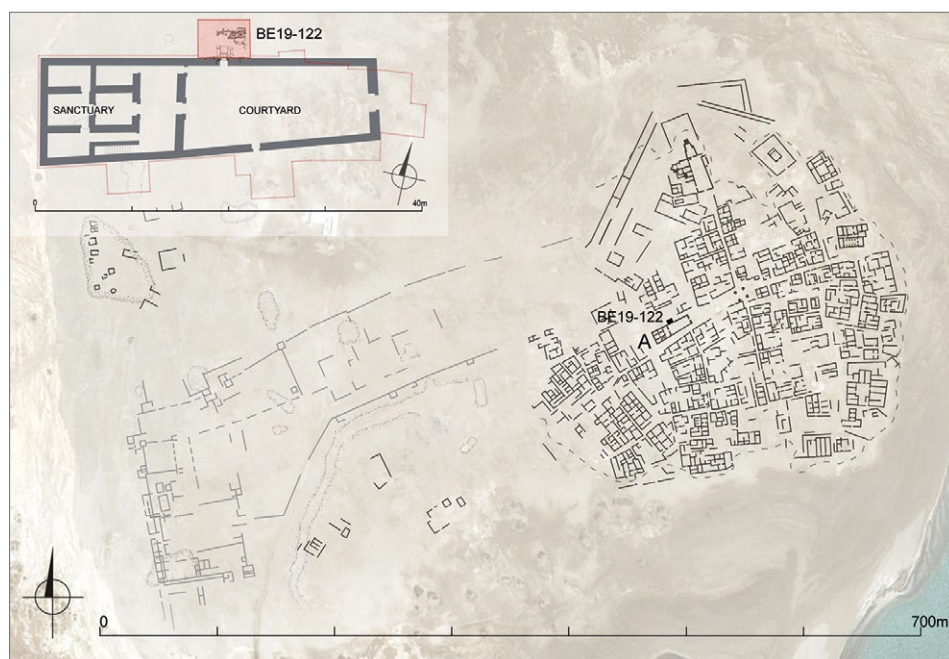 BE19-122
SANCTUARY COURTYARD
0 40m
BE19-122
A
0 700m